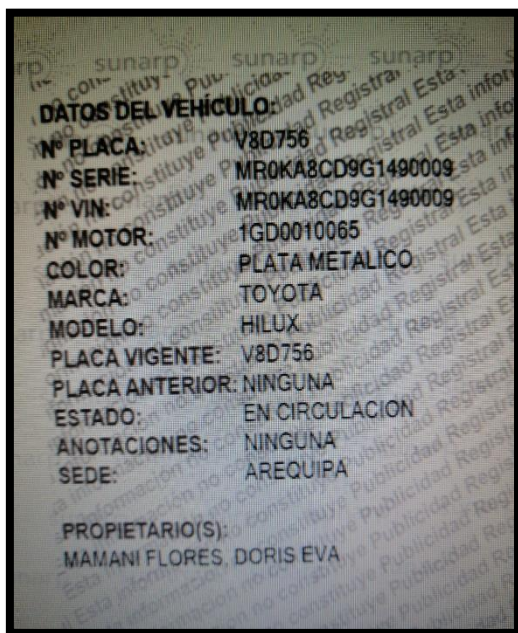 sunarp sunarp
DATOS DEL VEHÍCULO:
Nº PLACA: V8D756
Nº SERIE: MR0KA8CD9G1490009
Nº VIN: MR0KA8CD9G1490009
Nº MOTOR: 1GD0010065
COLOR: PLATA METALICO
MARCA: TOYOTA
MODELO: HILUX
PLACA VIGENTE: V8D756
PLACA ANTERIOR: NINGUNA
ESTADO: EN CIRCULACION
ANOTACIONES: NINGUNA
SEDE: AREQUIPA
PROPIETARIO(S):
MAMANI FLORES, DORIS EVA